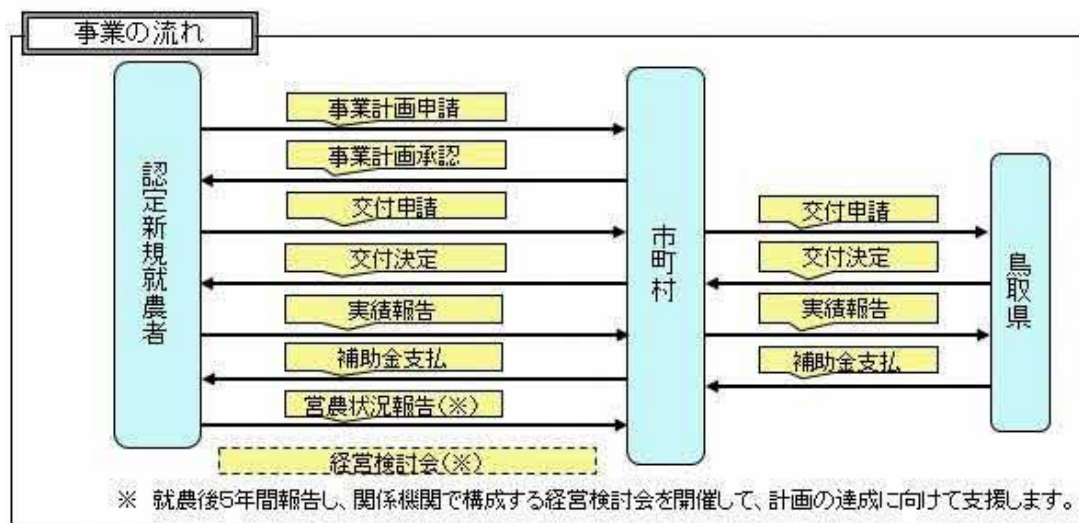 事業の流れ
認定新規就農者
市町村
鳥取県
事業計画申請
事業計画承認
交付申請
交付決定
実績報告
補助金支払
営農状況報告(※)
経営検討会(※)
交付申請
交付決定
実績報告
補助金支払
※ 就農後5年間報告し、関係機関で構成する経営検討会を開催して、計画の達成に向けて支援します。